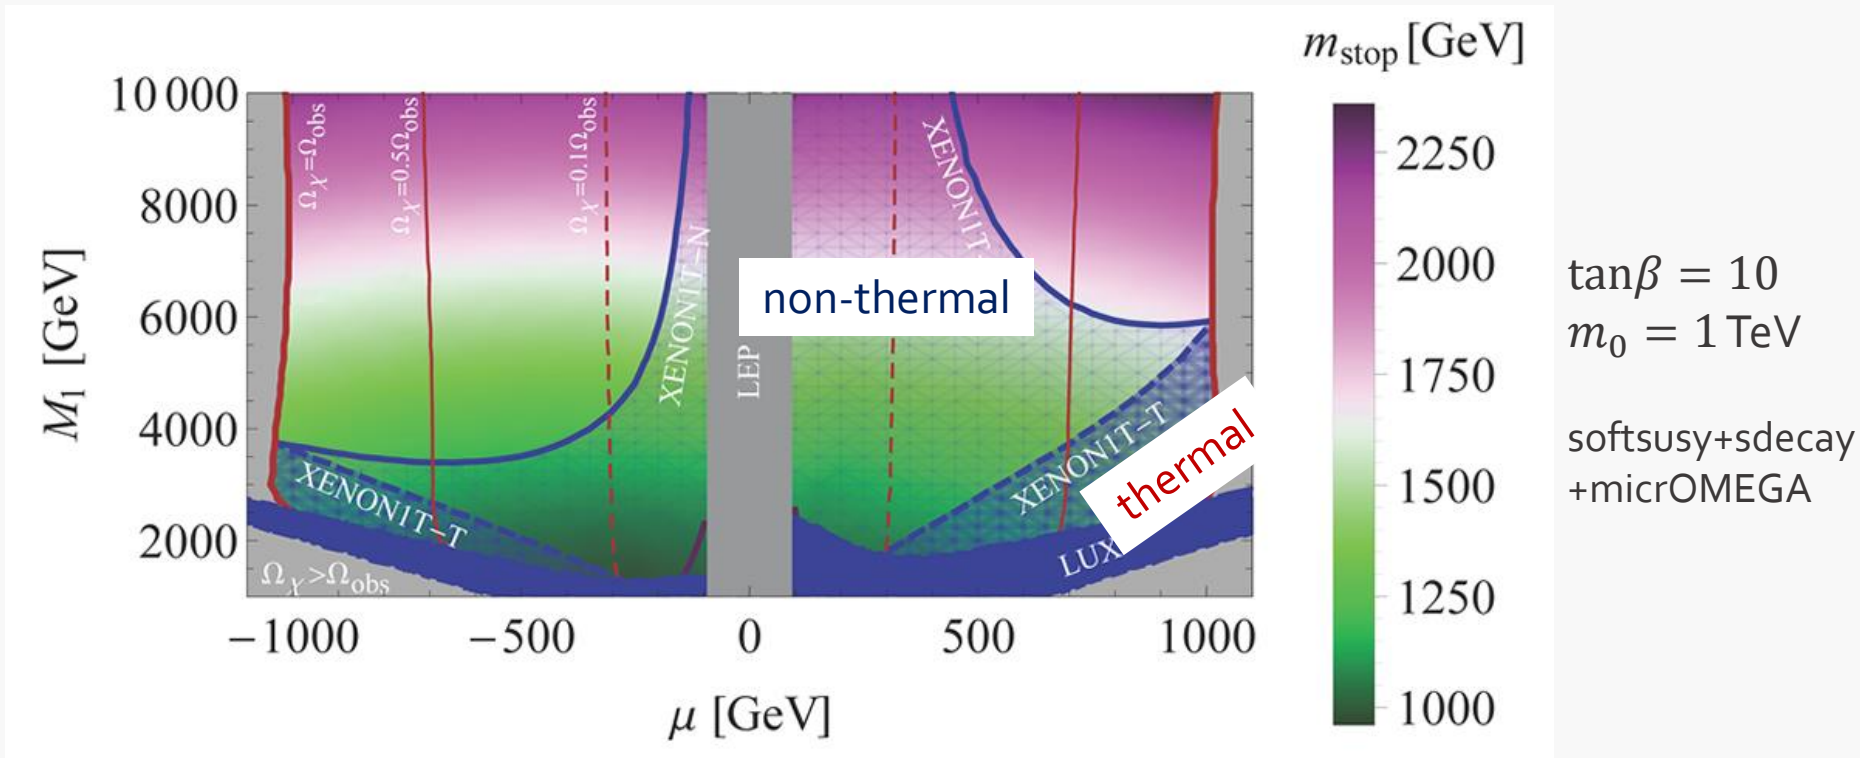 m_stop [GeV]
10 000
8000
6000
4000
2000
M_1 [GeV]
Ω_χ=Ω_obs
Ω_χ=0.5Ω_obs
Ω_χ=0.1Ω_obs
XENON1T-N
LEP
XENON1T
non-thermal
XENON1T-T
XENON1T-T
thermal
LUX
Ω_χ>Ω_obs
−1000
−500
0
500
1000
μ [GeV]
2250
2000
1750
1500
1250
1000
tanβ = 10
m_0 = 1 TeV
softsusy+sdecay
+micrOMEGA